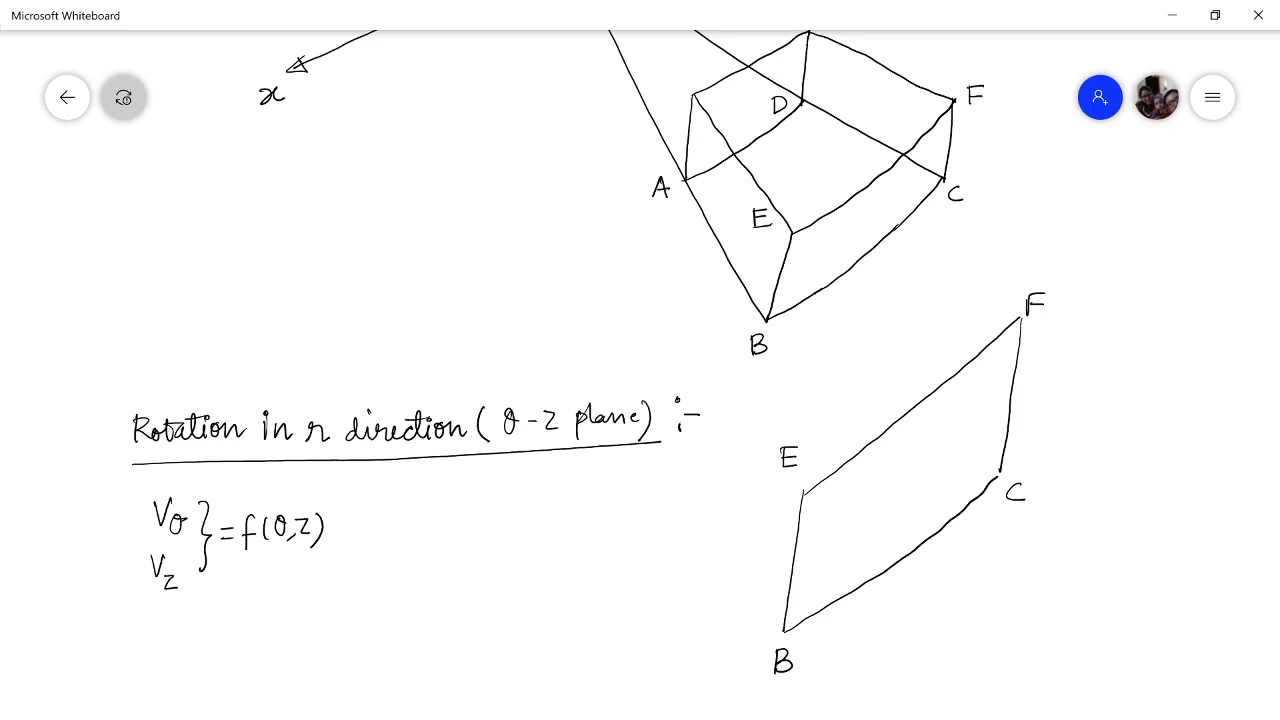 Microsoft Whiteboard
x
D
F
A
C
E
B
F
Rotation in r direction (θ-z plane) :-
E
C
Vθ
Vz
} = f(θ,z)
B